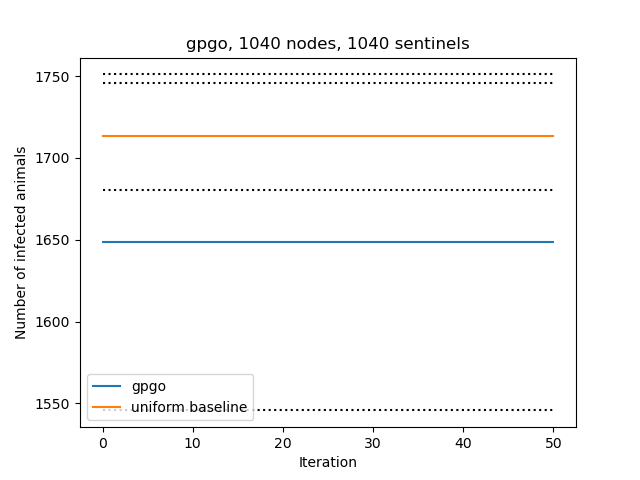 gpgo, 1040 nodes, 1040 sentinels
Number of infected animals
1750
1700
1650
1600
1550
gpgo
uniform baseline
0 10 20 30 40 50
Iteration